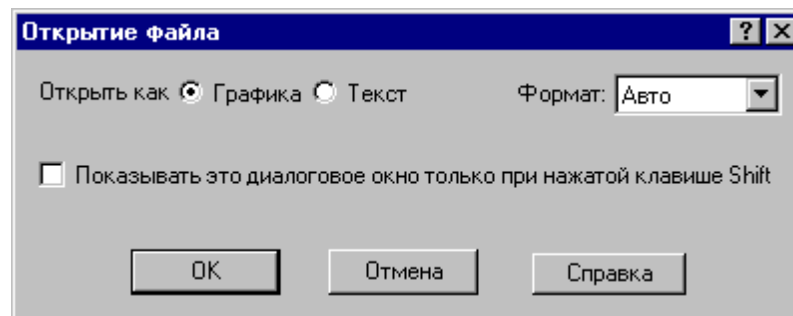 Открытие файла
Открыть как Графика Текст Формат: Авто
Показывать это диалоговое окно только при нажатой клавише Shift
OK Отмена Справка